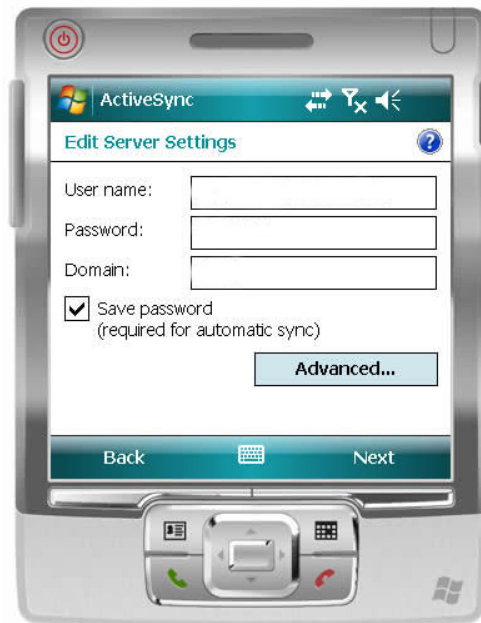 ActiveSync
Edit Server Settings
?
User name:
Password:
Domain:
Save password
(required for automatic sync)
Advanced...
Back
Next